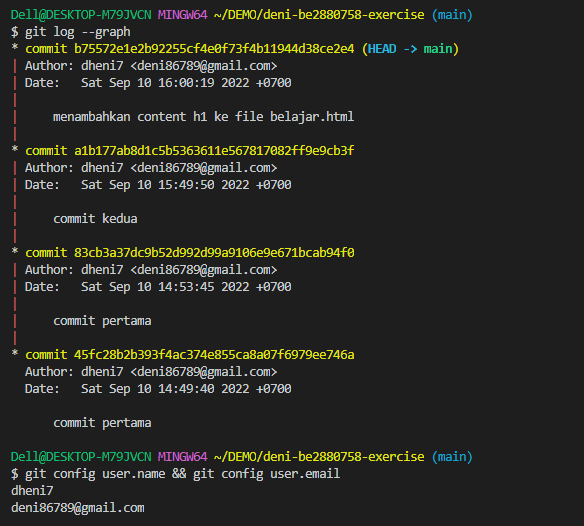 Dell@DESKTOP-M79JVCN MINGW64 ~/DEMO/deni-be2880758-exercise (main)
$ git log --graph
* commit b75572e1e2b92255cf4e0f73f4b11944d38ce2e4 (HEAD -> main)
| Author: dheni7 <deni86789@gmail.com>
| Date:   Sat Sep 10 16:00:19 2022 +0700
|
|     menambahkan content h1 ke file belajar.html
|
* commit a1b177ab8d1c5b5363611e567817082ff9e9cb3f
| Author: dheni7 <deni86789@gmail.com>
| Date:   Sat Sep 10 15:49:50 2022 +0700
|
|     commit kedua
|
* commit 83cb3a37dc9b52d992d99a9106e9e671bcab94f0
| Author: dheni7 <deni86789@gmail.com>
| Date:   Sat Sep 10 14:53:45 2022 +0700
|
|     commit pertama
|
* commit 45fc28b2b393f4ac374e855ca8a07f6979ee746a
  Author: dheni7 <deni86789@gmail.com>
  Date:   Sat Sep 10 14:49:40 2022 +0700

      commit pertama

Dell@DESKTOP-M79JVCN MINGW64 ~/DEMO/deni-be2880758-exercise (main)
$ git config user.name && git config user.email
dheni7
deni86789@gmail.com